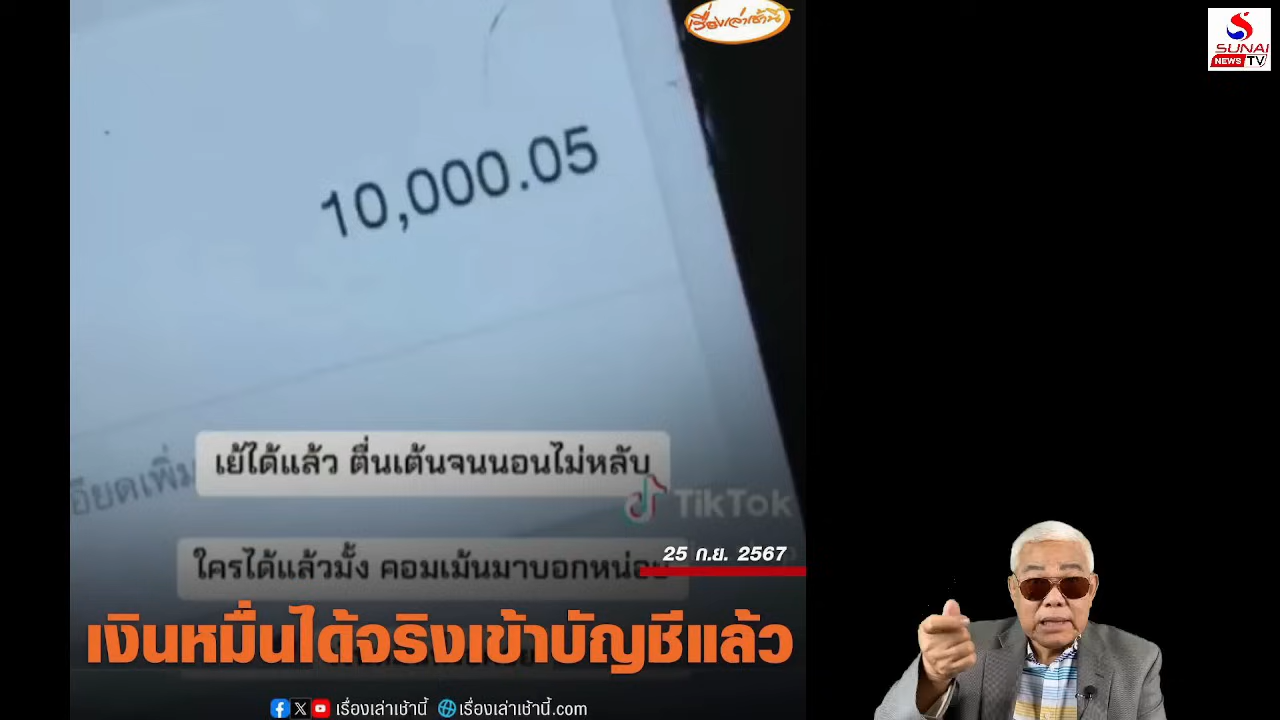 เรื่องเล่าเช้านี้
SUNAI
NEWS TV
10,000.05
เย้ได้แล้ว ตื่นเต้นจนนอนไม่หลับ
TikTok
25 ก.ย. 2567
ใครได้แล้วมั้ง คอมเม้นมาบอกหน่อย
เงินหมื่นได้จริงเข้าบัญชีแล้ว
เรื่องเล่าเช้านี้ เรื่องเล่าเช้านี้.com